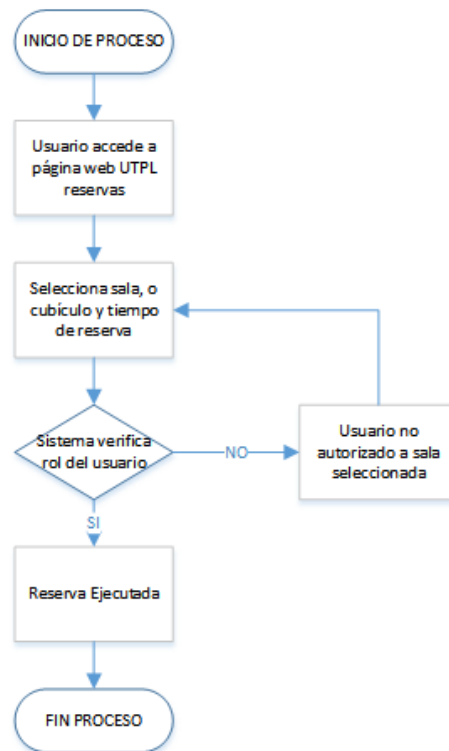 INICIO DE PROCESO
Usuario accede a
página web UTPL
reservas
Selecciona sala, o
cubículo y tiempo
de reserva
Sistema verifica
rol del usuario
NO
Usuario no
autorizado a sala
seleccionada
SI
Reserva Ejecutada
FIN PROCESO